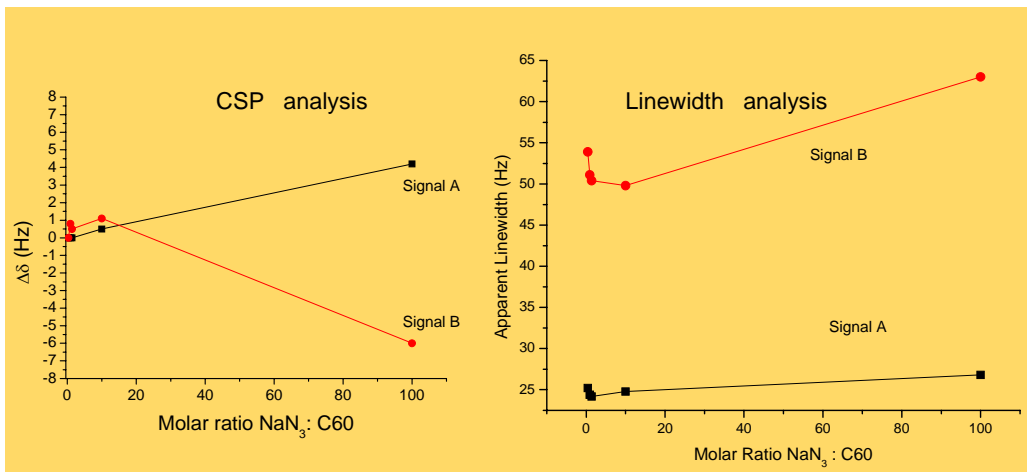 CSP analysis
8
7
6
5
4
3
2
1
0
-1
-2
-3
-4
-5
-6
-7
-8
Δδ (Hz)
Signal A
Signal B
0 20 40 60 80 100
Molar ratio NaN3: C60
Linewidth analysis
65
60
55
50
45
40
35
30
25
Apparent Linewidth (Hz)
Signal B
Signal A
0 20 40 60 80 100
Molar Ratio NaN3 : C60